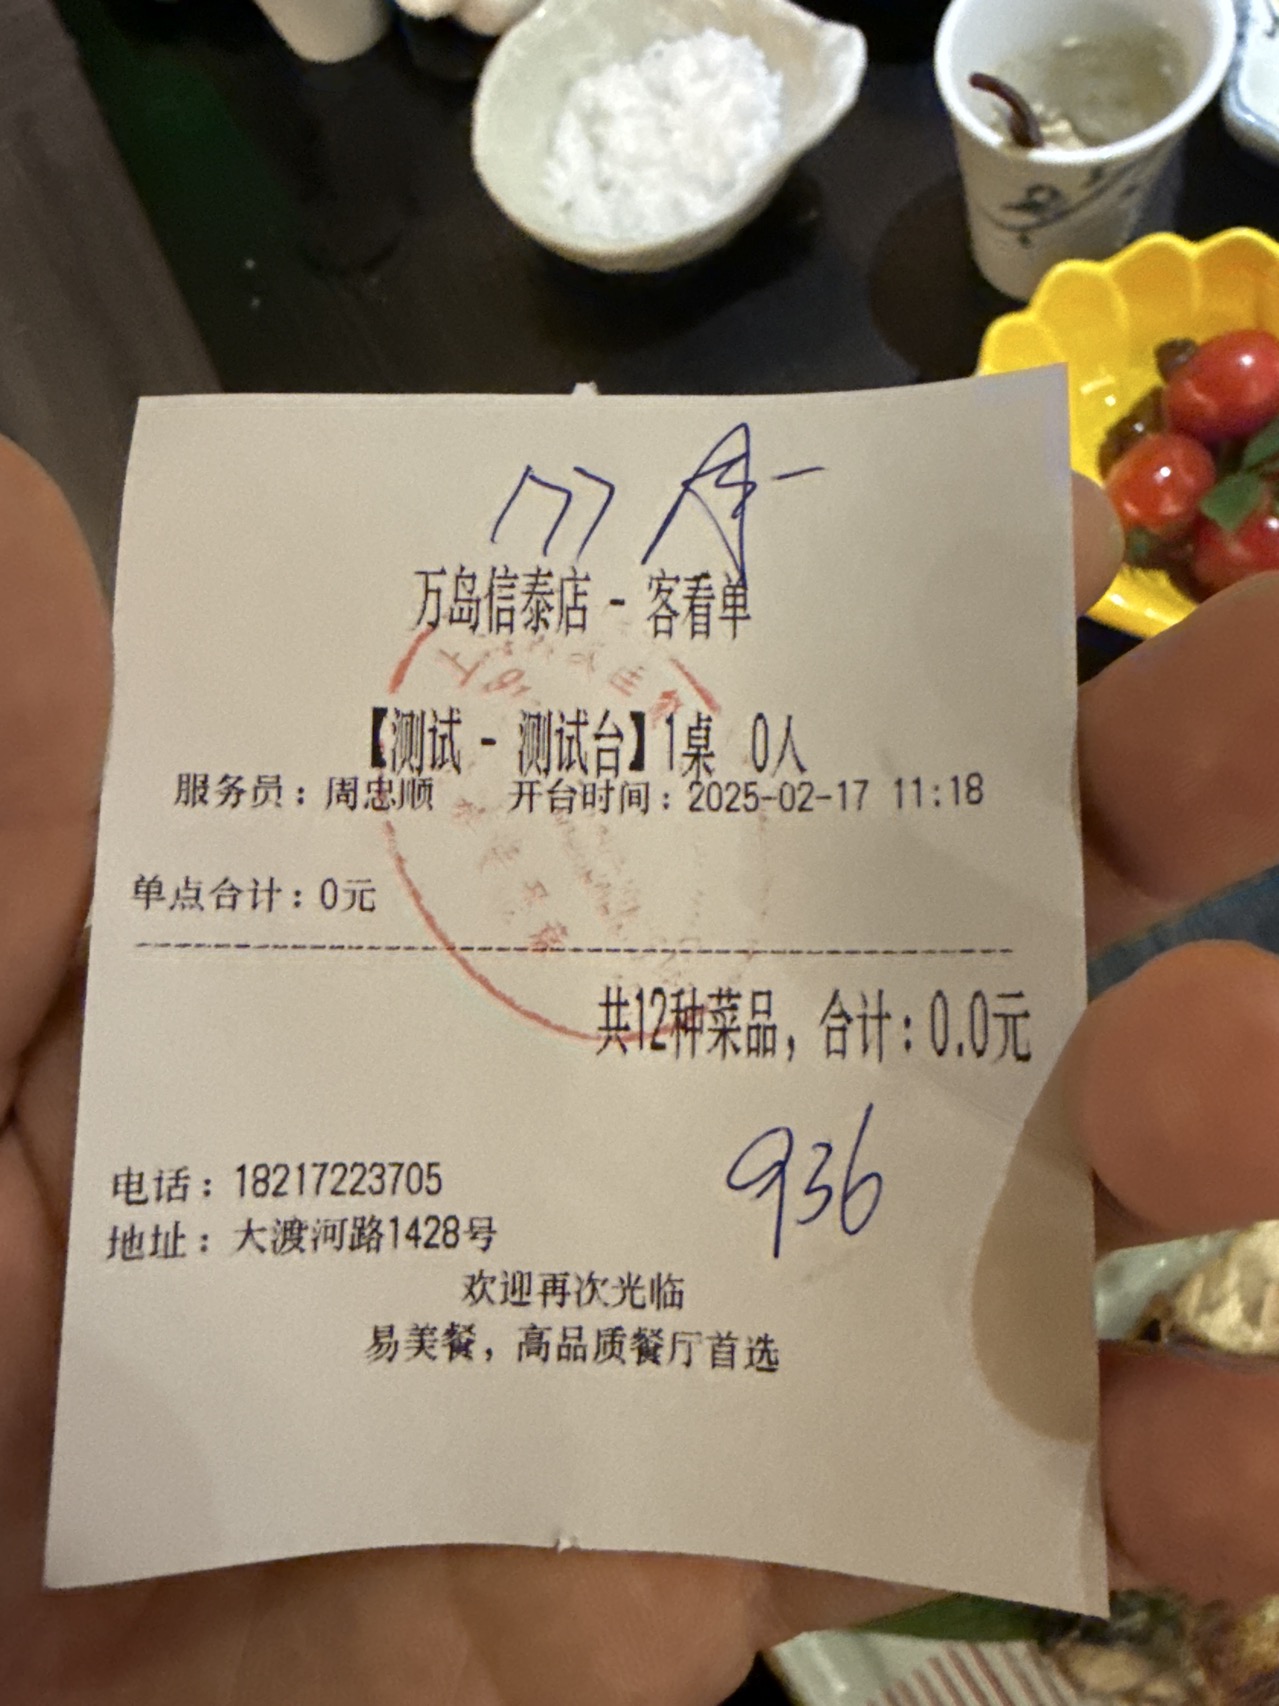 万岛信泰店 - 客看单
【测试 - 测试台】1桌 0人
服务员：周忠顺 开台时间：2025-02-17 11:18
单点合计：0元
共12种菜品，合计：0.0元
936
电话：18217223705
地址：大渡河路1428号
欢迎再次光临
易美餐，高品质餐厅首选